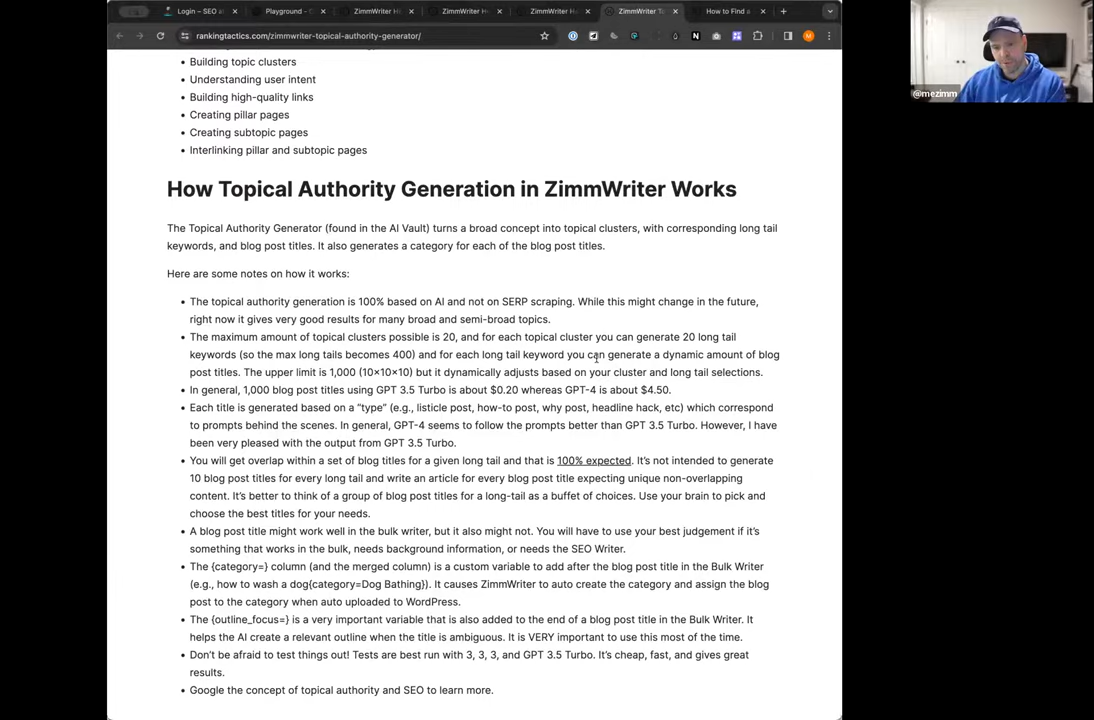 Login ‹ SEO a
Playground -
ZimmWriter H
ZimmWriter H
ZimmWriter H
ZimmWriter To
How to Find a
rankingtactics.com/zimmwriter-topical-authority-generator/
M
@mezimm
• Building topic clusters
• Understanding user intent
• Building high-quality links
• Creating pillar pages
• Creating subtopic pages
• Interlinking pillar and subtopic pages
How Topical Authority Generation in ZimmWriter Works
The Topical Authority Generator (found in the AI Vault) turns a broad concept into topical clusters, with corresponding long tail
keywords, and blog post titles. It also generates a category for each of the blog post titles.
Here are some notes on how it works:
• The topical authority generation is 100% based on AI and not on SERP scraping. While this might change in the future,
right now it gives very good results for many broad and semi-broad topics.
• The maximum amount of topical clusters possible is 20, and for each topical cluster you can generate 20 long tail
keywords (so the max long tails becomes 400) and for each long tail keyword you can generate a dynamic amount of blog
post titles. The upper limit is 1,000 (10×10×10) but it dynamically adjusts based on your cluster and long tail selections.
• In general, 1,000 blog post titles using GPT 3.5 Turbo is about $0.20 whereas GPT-4 is about $4.50.
• Each title is generated based on a “type” (e.g., listicle post, how-to post, why post, headline hack, etc) which correspond
to prompts behind the scenes. In general, GPT-4 seems to follow the prompts better than GPT 3.5 Turbo. However, I have
been very pleased with the output from GPT 3.5 Turbo.
• You will get overlap within a set of blog titles for a given long tail and that is 100% expected. It’s not intended to generate
10 blog post titles for every long tail and write an article for every blog post title expecting unique non-overlapping
content. It’s better to think of a group of blog post titles for a long-tail as a buffet of choices. Use your brain to pick and
choose the best titles for your needs.
• A blog post title might work well in the bulk writer, but it also might not. You will have to use your best judgement if it’s
something that works in the bulk, needs background information, or needs the SEO Writer.
• The {category=} column (and the merged column) is a custom variable to add after the blog post title in the Bulk Writer
(e.g., how to wash a dog{category=Dog Bathing}). It causes ZimmWriter to auto create the category and assign the blog
post to the category when auto uploaded to WordPress.
• The {outline_focus=} is a very important variable that is also added to the end of a blog post title in the Bulk Writer. It
helps the AI create a relevant outline when the title is ambiguous. It is VERY important to use this most of the time.
• Don’t be afraid to test things out! Tests are best run with 3, 3, 3, and GPT 3.5 Turbo. It’s cheap, fast, and gives great
results.
• Google the concept of topical authority and SEO to learn more.